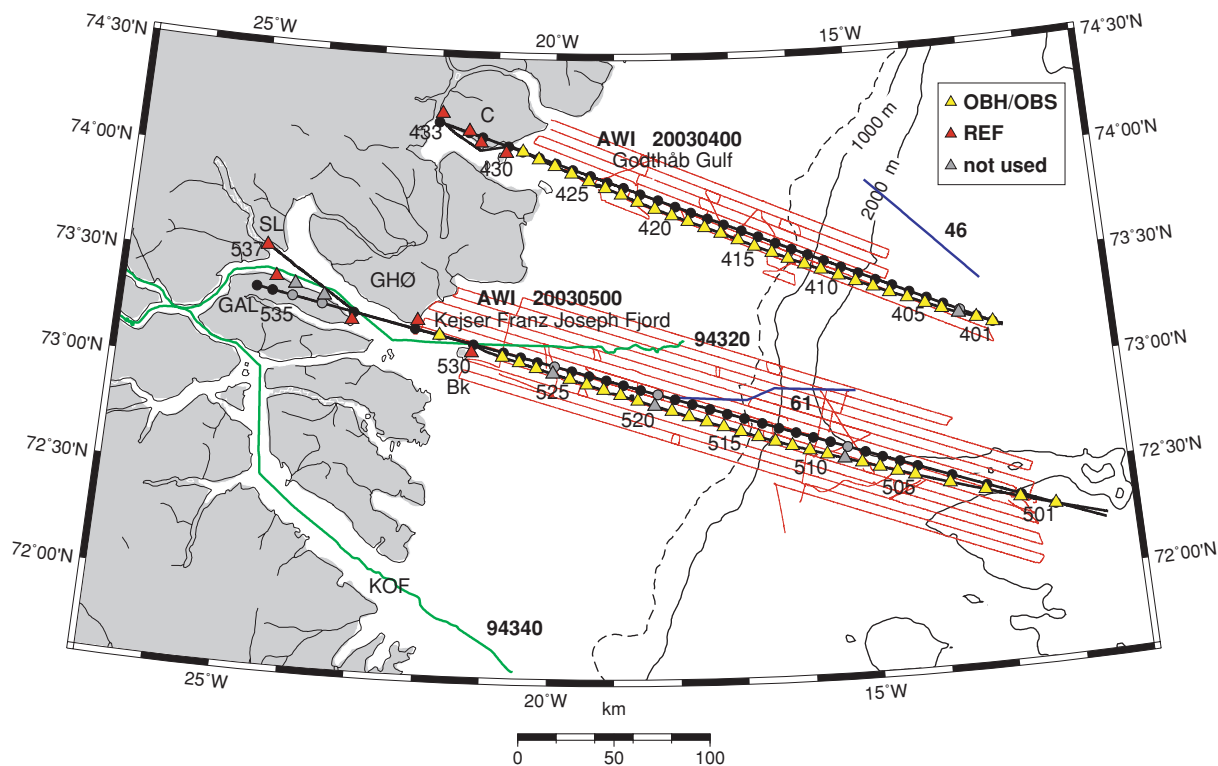 74˚30'N
25˚W
20˚W
15˚W
74˚30'N
OBH/OBS
REF
not used
1000 m
2000 m
C
433
430
AWI 20030400
Godthåb Gulf
74˚00'N
74˚00'N
425
420
415
410
405
401
46
SL
537
GHØ
GAL
535
73˚30'N
73˚30'N
AWI 20030500
Kejser Franz Joseph Fjord
94320
530
Bk
525
520
515
510
505
501
61
73˚00'N
73˚00'N
72˚30'N
72˚30'N
72˚00'N
72˚00'N
KOF
94340
25˚W
20˚W
15˚W
km
0 50 100